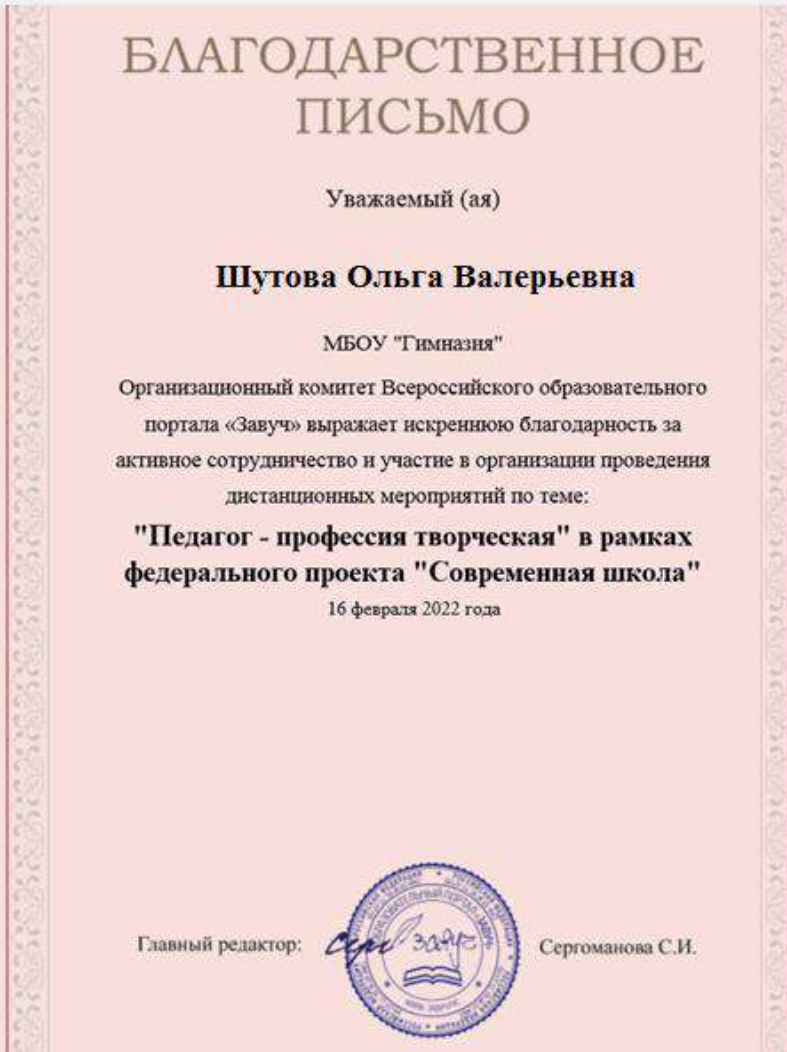 БЛАГОДАРСТВЕННОЕ
ПИСЬМО
Уважаемый (ая)
Шутова Ольга Валерьевна
МБОУ "Гимназия"
Организационный комитет Всероссийского образовательного
портала «Завуч» выражает искреннюю благодарность за
активное сотрудничество и участие в организации проведения
дистанционных мероприятий по теме:
"Педагог - профессия творческая" в рамках
федерального проекта "Современная школа"
16 февраля 2022 года
Главный редактор:
завуч
Сергоманова С.И.